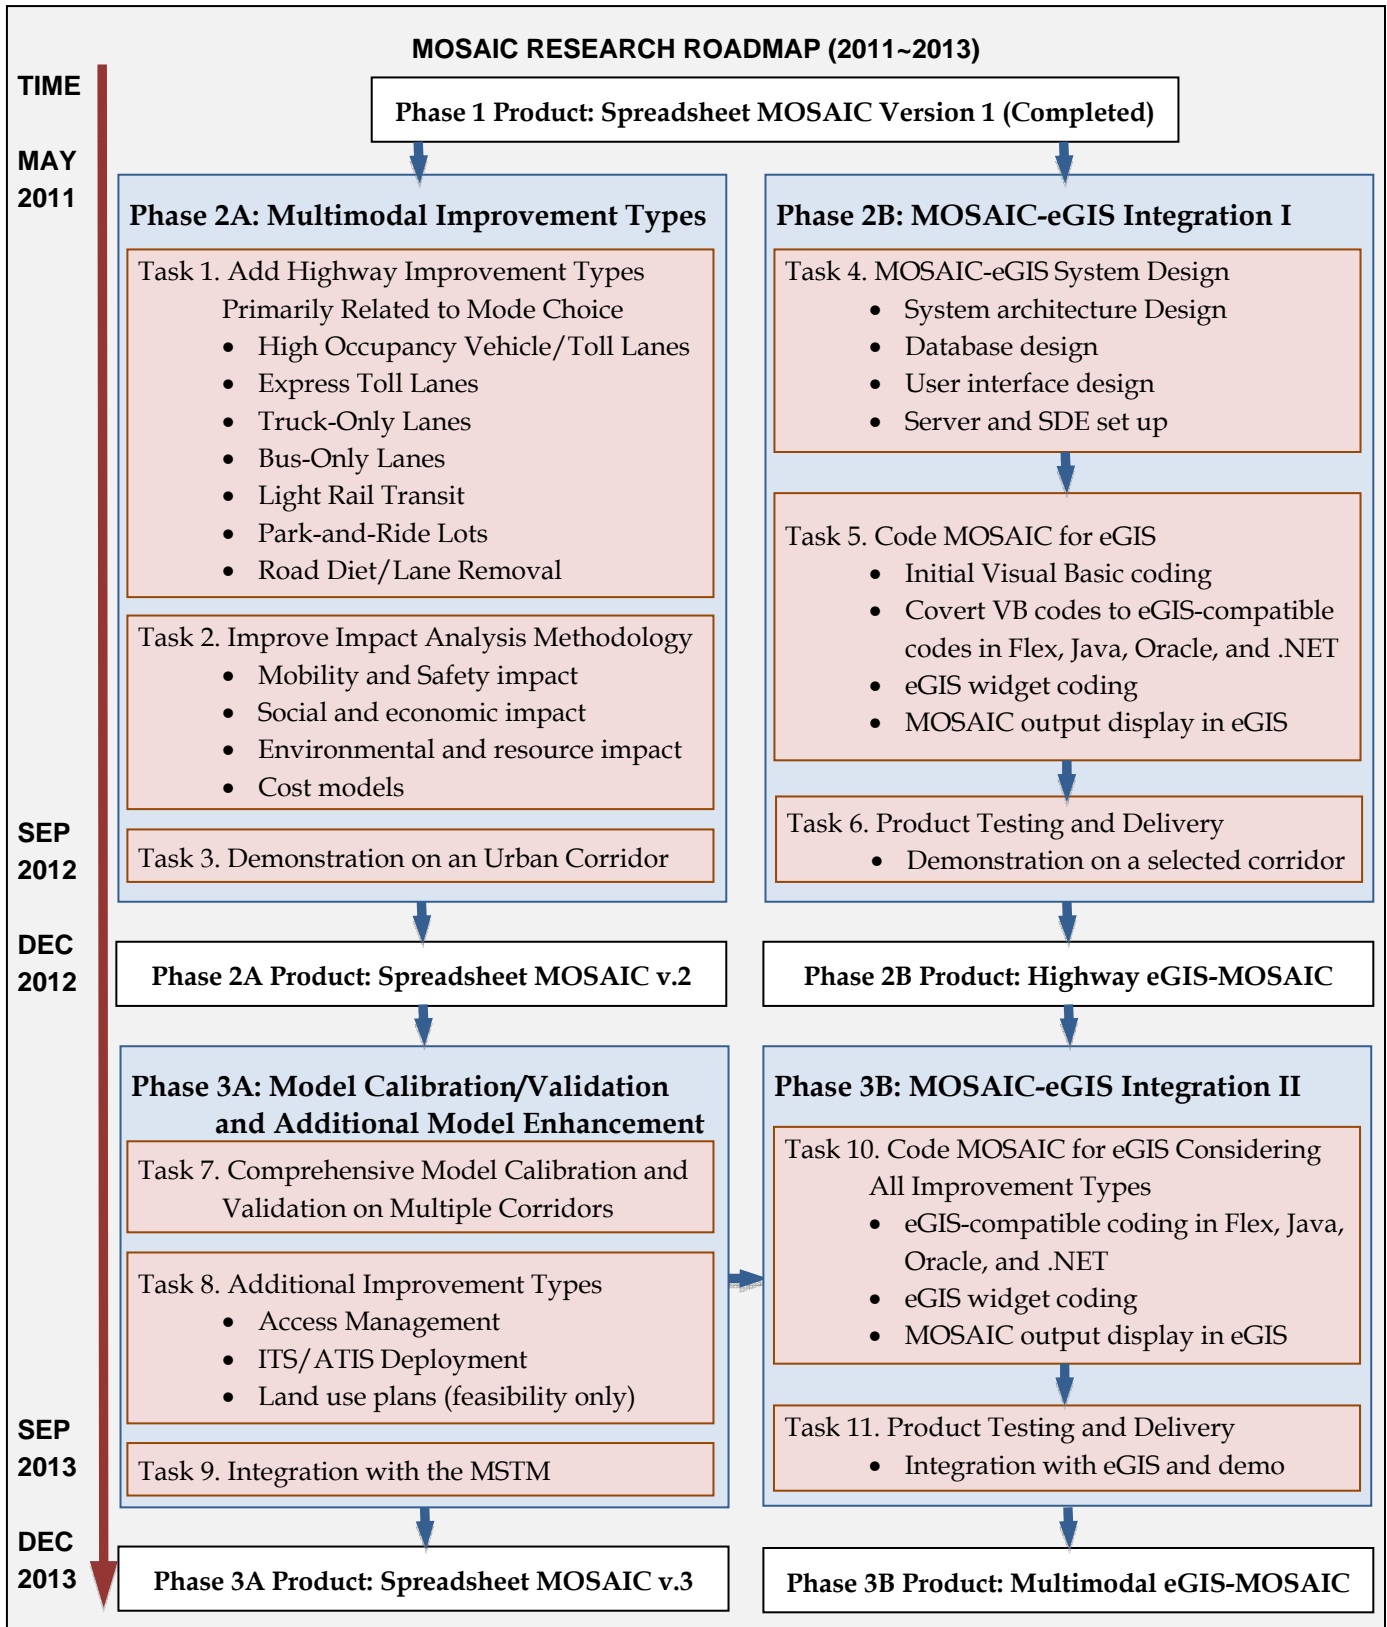 MOSAIC RESEARCH ROADMAP (2011~2013)
TIME
Phase 1 Product: Spreadsheet MOSAIC Version 1 (Completed)
MAY
2011
Phase 2A: Multimodal Improvement Types
Task 1. Add Highway Improvement Types
Primarily Related to Mode Choice
• High Occupancy Vehicle/Toll Lanes
• Express Toll Lanes
• Truck-Only Lanes
• Bus-Only Lanes
• Light Rail Transit
• Park-and-Ride Lots
• Road Diet/Lane Removal
Task 2. Improve Impact Analysis Methodology
• Mobility and Safety impact
• Social and economic impact
• Environmental and resource impact
• Cost models
SEP
2012
Task 3. Demonstration on an Urban Corridor
Phase 2B: MOSAIC-eGIS Integration I
Task 4. MOSAIC-eGIS System Design
• System architecture Design
• Database design
• User interface design
• Server and SDE set up
Task 5. Code MOSAIC for eGIS
• Initial Visual Basic coding
• Covert VB codes to eGIS-compatible
codes in Flex, Java, Oracle, and .NET
• eGIS widget coding
• MOSAIC output display in eGIS
Task 6. Product Testing and Delivery
• Demonstration on a selected corridor
DEC
2012
Phase 2A Product: Spreadsheet MOSAIC v.2
Phase 2B Product: Highway eGIS-MOSAIC
Phase 3A: Model Calibration/Validation
and Additional Model Enhancement
Task 7. Comprehensive Model Calibration and
Validation on Multiple Corridors
Task 8. Additional Improvement Types
• Access Management
• ITS/ATIS Deployment
• Land use plans (feasibility only)
SEP
2013
Task 9. Integration with the MSTM
Phase 3B: MOSAIC-eGIS Integration II
Task 10. Code MOSAIC for eGIS Considering
All Improvement Types
• eGIS-compatible coding in Flex, Java,
Oracle, and .NET
• eGIS widget coding
• MOSAIC output display in eGIS
Task 11. Product Testing and Delivery
• Integration with eGIS and demo
DEC
2013
Phase 3A Product: Spreadsheet MOSAIC v.3
Phase 3B Product: Multimodal eGIS-MOSAIC